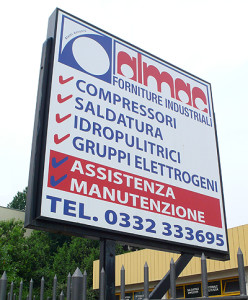 almac
FORNITURE INDUSTRIALI
COMPRESSORI
SALDATURA
IDROPULITRICI
GRUPPI ELETTROGENI
ASSISTENZA
MANUTENZIONE
TEL. 0332 333695